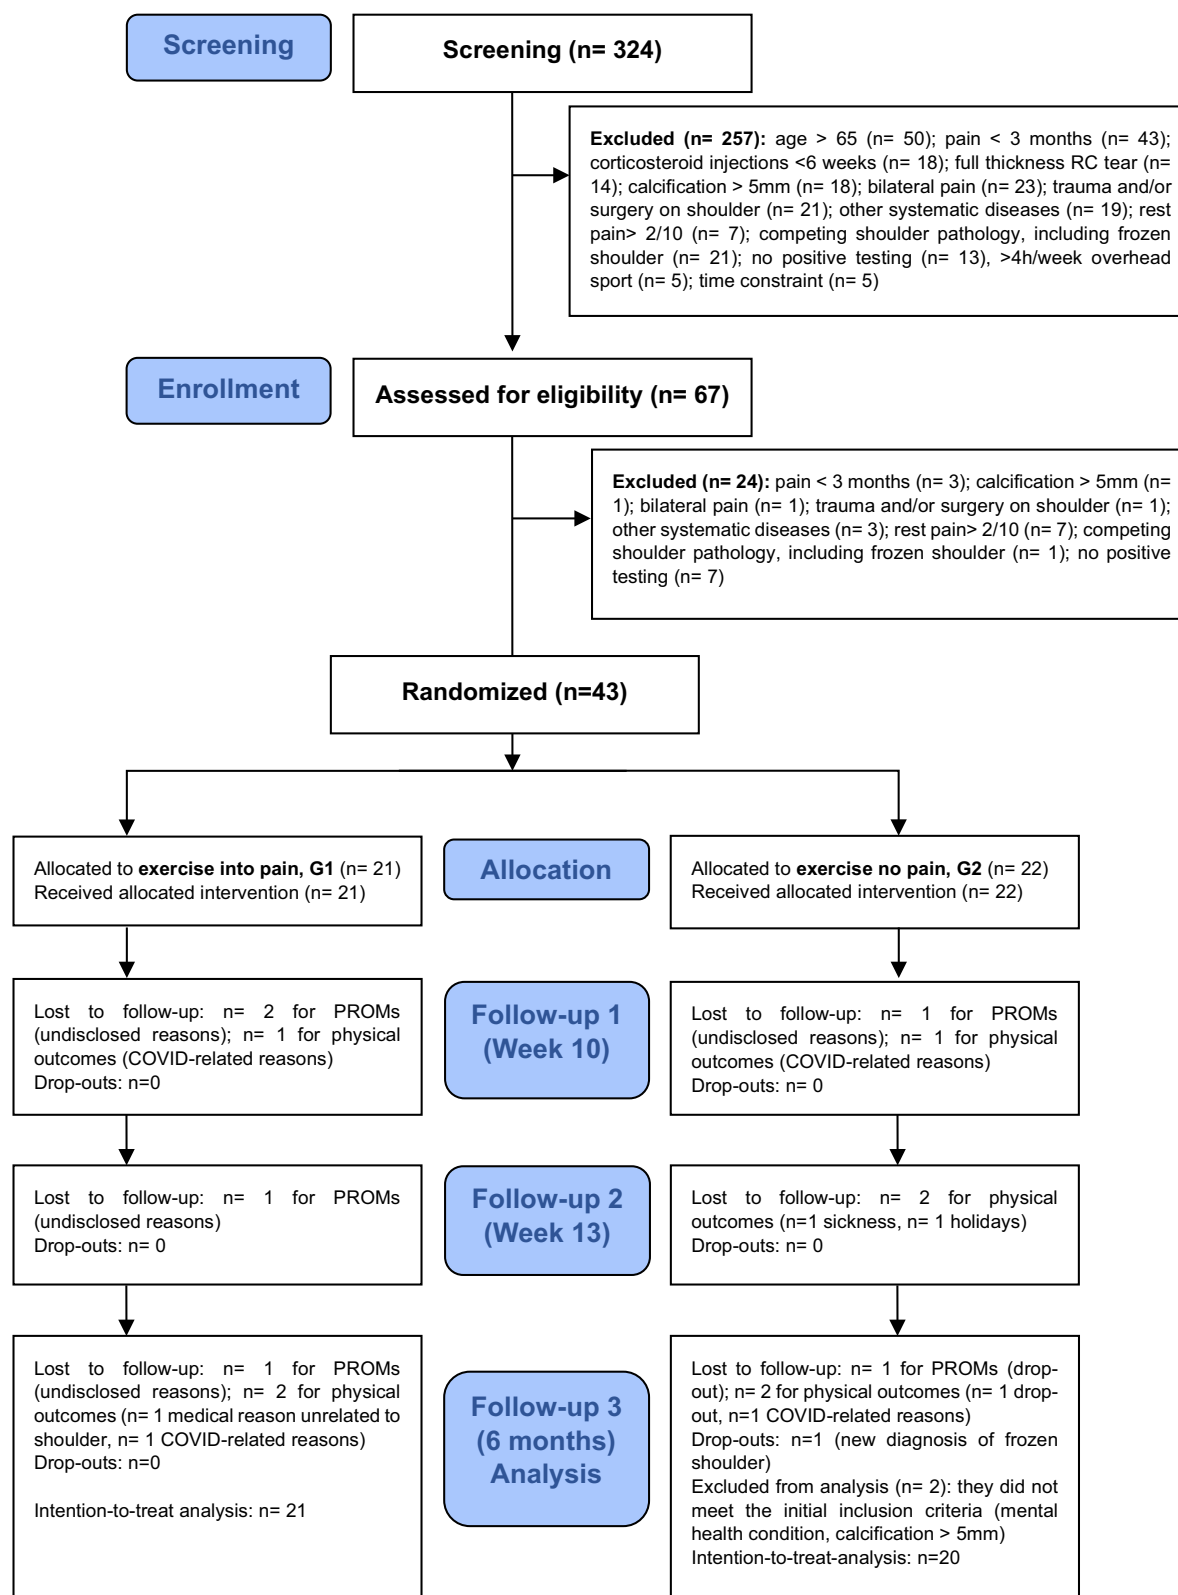 Screening
Screening (n= 324)
Excluded (n= 257): age > 65 (n= 50); pain < 3 months (n= 43);
corticosteroid injections <6 weeks (n= 18); full thickness RC tear (n=
14); calcification > 5mm (n= 18); bilateral pain (n= 23); trauma and/or
surgery on shoulder (n= 21); other systematic diseases (n= 19); rest
pain> 2/10 (n= 7); competing shoulder pathology, including frozen
shoulder (n= 21); no positive testing (n= 13), >4h/week overhead
sport (n= 5); time constraint (n= 5)
Enrollment
Assessed for eligibility (n= 67)
Excluded (n= 24): pain < 3 months (n= 3); calcification > 5mm (n=
1); bilateral pain (n= 1); trauma and/or surgery on shoulder (n= 1);
other systematic diseases (n= 3); rest pain> 2/10 (n= 7); competing
shoulder pathology, including frozen shoulder (n= 1); no positive
testing (n= 7)
Randomized (n=43)
Allocated to exercise into pain, G1 (n= 21)
Received allocated intervention (n= 21)
Allocation
Allocated to exercise no pain, G2 (n= 22)
Received allocated intervention (n= 22)
Lost to follow-up: n= 2 for PROMs
(undisclosed reasons); n= 1 for physical
outcomes (COVID-related reasons)
Drop-outs: n=0
Follow-up 1
(Week 10)
Lost to follow-up: n= 1 for PROMs
(undisclosed reasons); n= 1 for physical
outcomes (COVID-related reasons)
Drop-outs: n= 0
Lost to follow-up: n= 1 for PROMs
(undisclosed reasons)
Drop-outs: n= 0
Follow-up 2
(Week 13)
Lost to follow-up: n= 2 for physical
outcomes (n=1 sickness, n= 1 holidays)
Drop-outs: n= 0
Lost to follow-up: n= 1 for PROMs
(undisclosed reasons); n= 2 for physical
outcomes (n= 1 medical reason unrelated to
shoulder, n= 1 COVID-related reasons)
Drop-outs: n=0
Intention-to-treat analysis: n= 21
Follow-up 3
(6 months)
Analysis
Lost to follow-up: n= 1 for PROMs (drop-
out); n= 2 for physical outcomes (n= 1 drop-
out, n=1 COVID-related reasons)
Drop-outs: n=1 (new diagnosis of frozen
shoulder)
Excluded from analysis (n= 2): they did not
meet the initial inclusion criteria (mental
health condition, calcification > 5mm)
Intention-to-treat-analysis: n=20